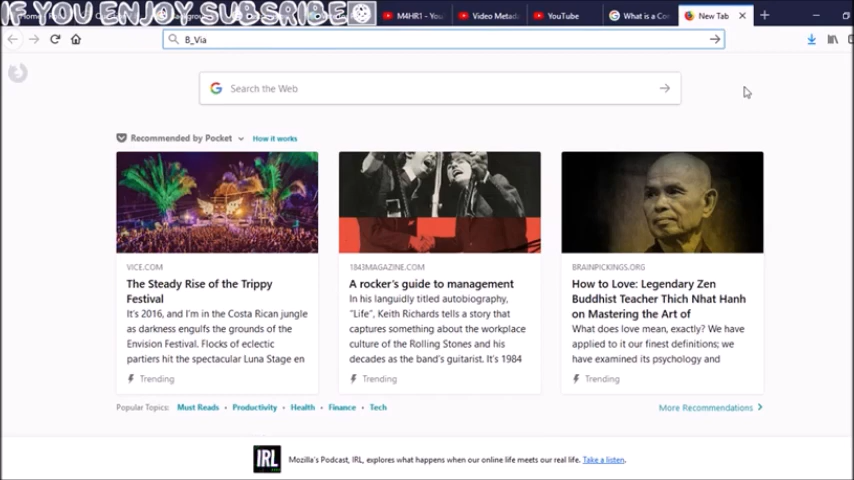 IF YOU ENJOY SUBSRIBE
M4HR1 - You
Video Metad
YouTube
What is a Co
New Tab
B_Via
Search the Web
Recommended by Pocket
How it works
VICE.COM
The Steady Rise of the Trippy
Festival
It's 2016, and I'm in the Costa Rican jungle
as darkness engulfs the grounds of the
Envision Festival. Flocks of eclectic
partiers hit the spectacular Luna Stage en
Trending
1843MAGAZINE.COM
A rocker's guide to management
In his languidly titled autobiography,
"Life", Keith Richards tells a story that
captures something about the workplace
culture of the Rolling Stones and his
decades as the band's guitarist. It's 1984
Trending
BRAINPICKINGS.ORG
How to Love: Legendary Zen
Buddhist Teacher Thich Nhat Hanh
on Mastering the Art of
What does love mean, exactly? We have
applied to it our finest definitions; we
have examined its psychology and
Trending
Popular Topics: Must Reads • Productivity • Health • Finance • Tech
More Recommendations
IRL
Mozilla's Podcast, IRL, explores what happens when our online life meets our real life. Take a listen.